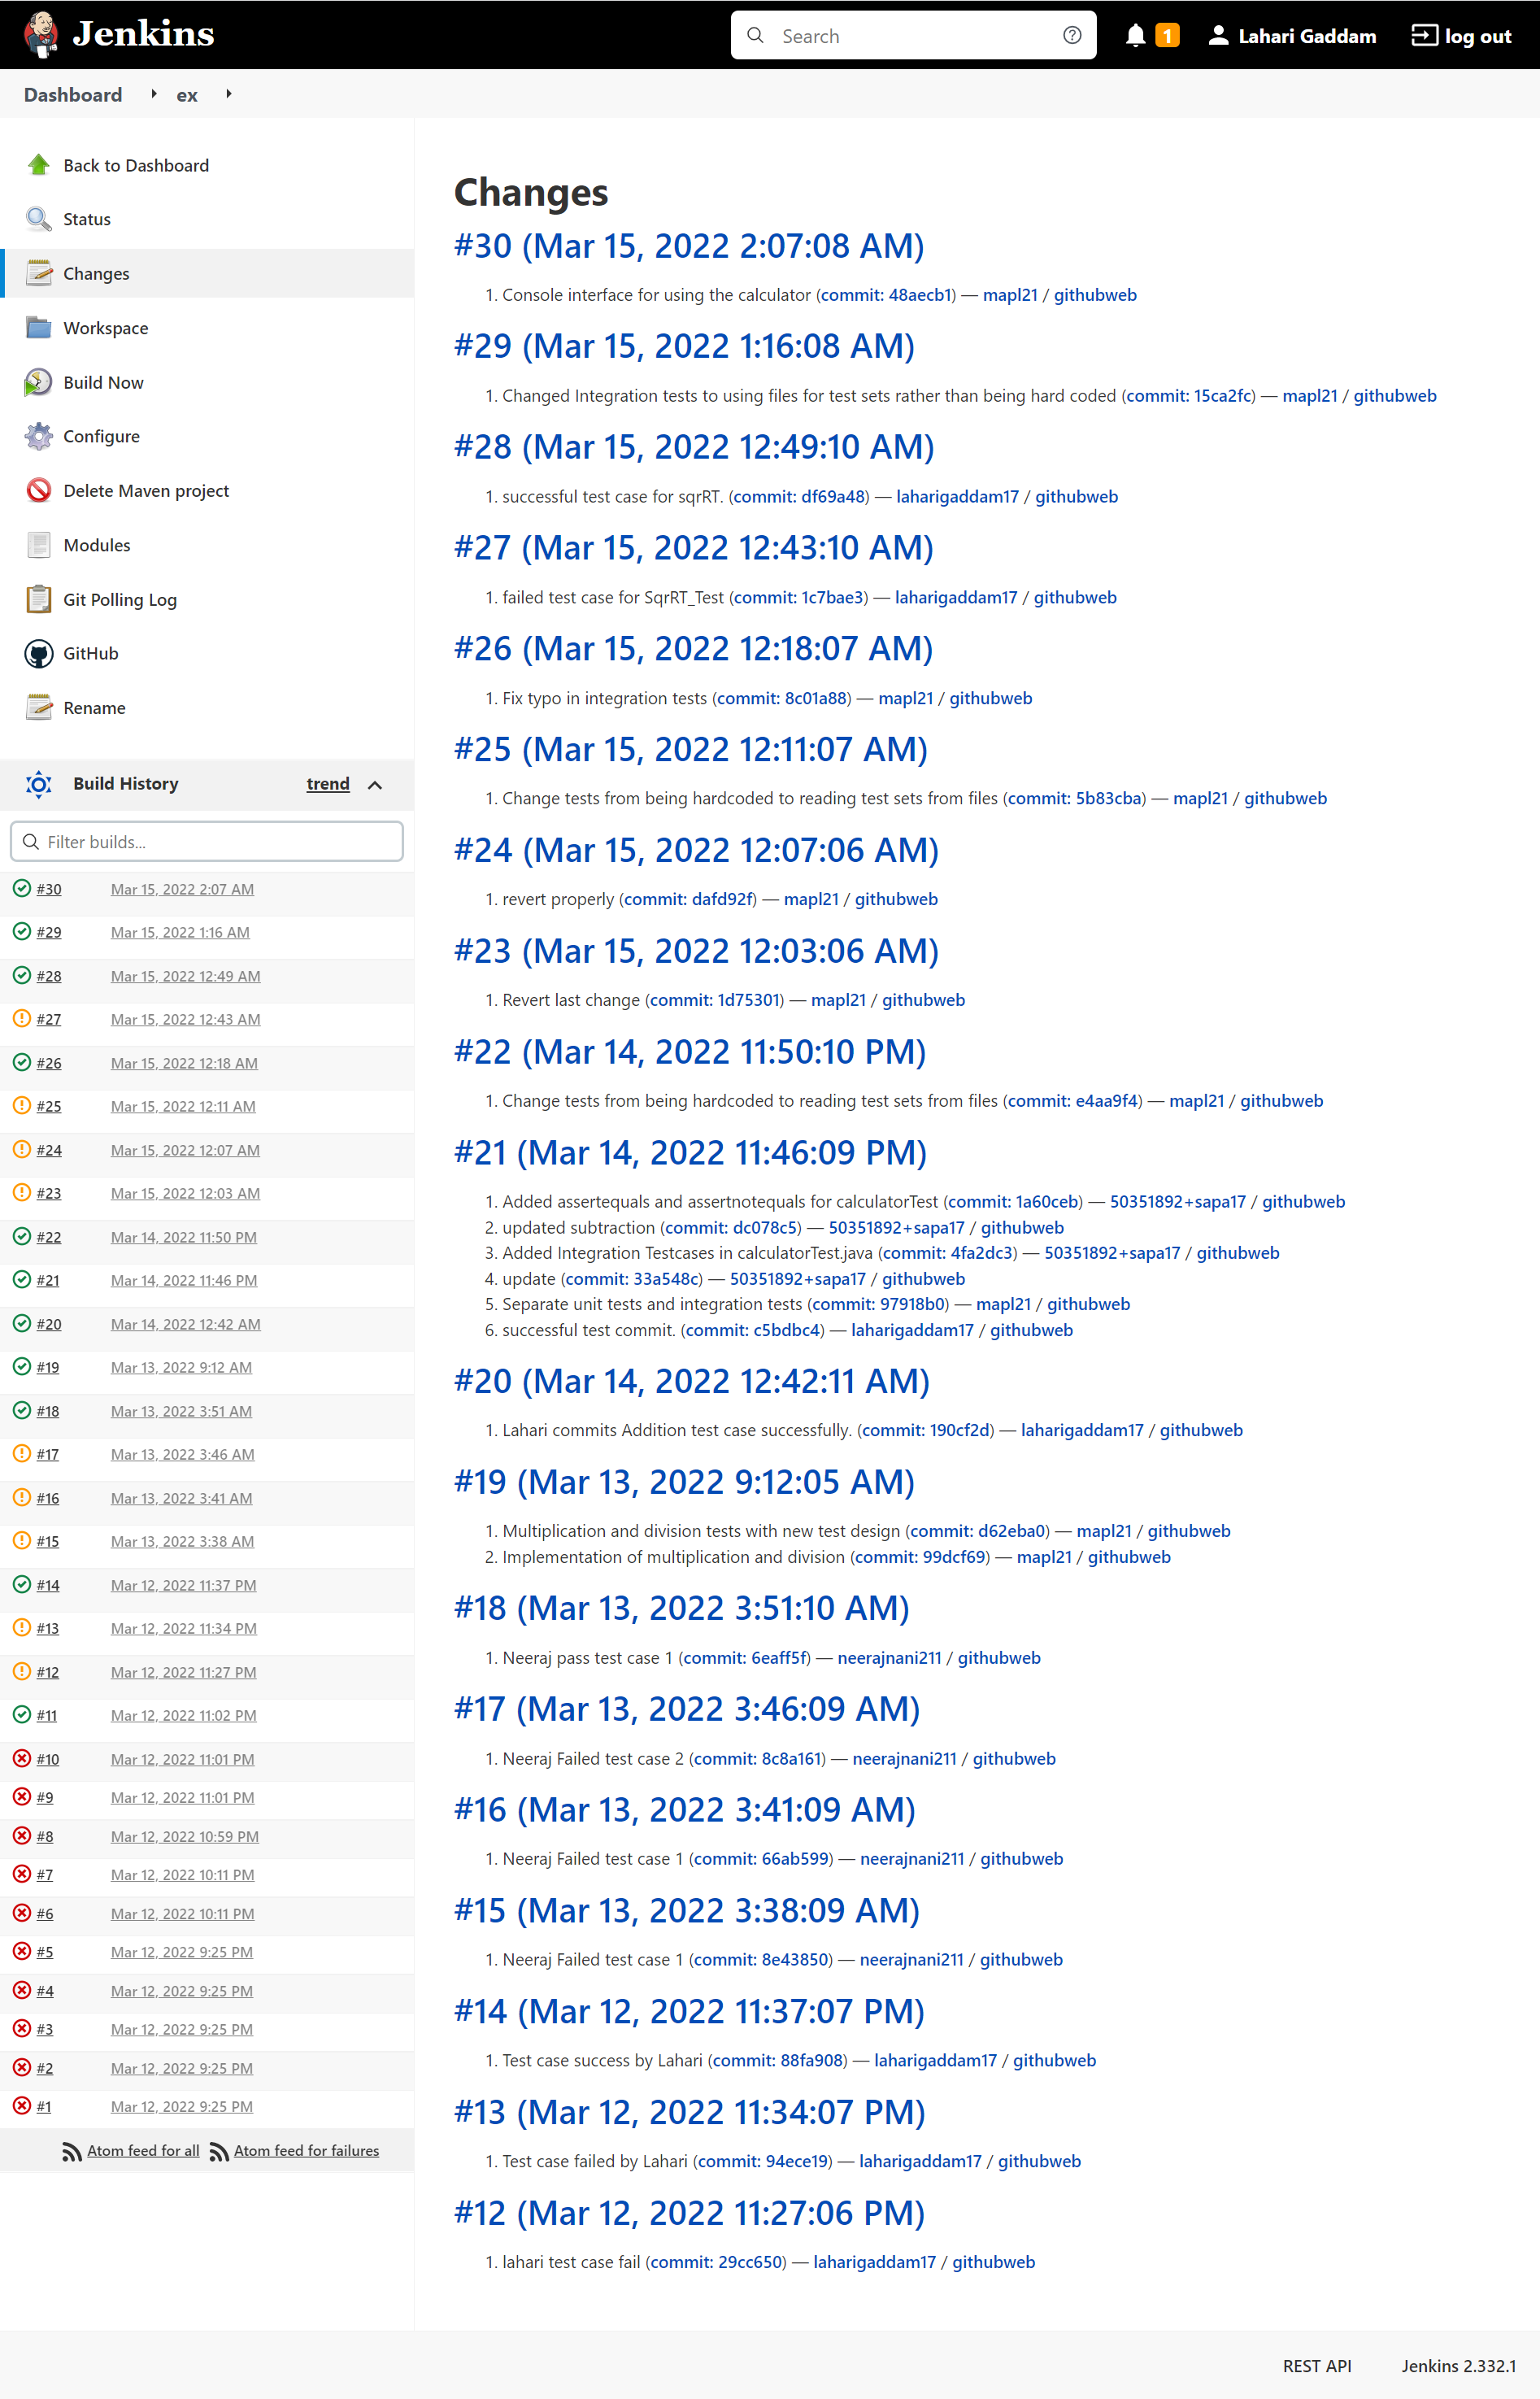 Jenkins
Search
1
Lahari Gaddam
log out
Dashboard
ex
Back to Dashboard
Status
Changes
Workspace
Build Now
Configure
Delete Maven project
Modules
Git Polling Log
GitHub
Rename
Build History
trend
Filter builds...
#30 Mar 15, 2022 2:07 AM
#29 Mar 15, 2022 1:16 AM
#28 Mar 15, 2022 12:49 AM
#27 Mar 15, 2022 12:43 AM
#26 Mar 15, 2022 12:18 AM
#25 Mar 15, 2022 12:11 AM
#24 Mar 15, 2022 12:07 AM
#23 Mar 15, 2022 12:03 AM
#22 Mar 14, 2022 11:50 PM
#21 Mar 14, 2022 11:46 PM
#20 Mar 14, 2022 12:42 AM
#19 Mar 13, 2022 9:12 AM
#18 Mar 13, 2022 3:51 AM
#17 Mar 13, 2022 3:46 AM
#16 Mar 13, 2022 3:41 AM
#15 Mar 13, 2022 3:38 AM
#14 Mar 12, 2022 11:37 PM
#13 Mar 12, 2022 11:34 PM
#12 Mar 12, 2022 11:27 PM
#11 Mar 12, 2022 11:02 PM
#10 Mar 12, 2022 11:01 PM
#9 Mar 12, 2022 11:01 PM
#8 Mar 12, 2022 10:59 PM
#7 Mar 12, 2022 10:11 PM
#6 Mar 12, 2022 10:11 PM
#5 Mar 12, 2022 9:25 PM
#4 Mar 12, 2022 9:25 PM
#3 Mar 12, 2022 9:25 PM
#2 Mar 12, 2022 9:25 PM
#1 Mar 12, 2022 9:25 PM
Atom feed for all Atom feed for failures
Changes
#30 (Mar 15, 2022 2:07:08 AM)
1. Console interface for using the calculator (commit: 48aecb1) — mapl21 / githubweb
#29 (Mar 15, 2022 1:16:08 AM)
1. Changed Integration tests to using files for test sets rather than being hard coded (commit: 15ca2fc) — mapl21 / githubweb
#28 (Mar 15, 2022 12:49:10 AM)
1. successful test case for sqrRT. (commit: df69a48) — laharigaddam17 / githubweb
#27 (Mar 15, 2022 12:43:10 AM)
1. failed test case for SqrRT_Test (commit: 1c7bae3) — laharigaddam17 / githubweb
#26 (Mar 15, 2022 12:18:07 AM)
1. Fix typo in integration tests (commit: 8c01a88) — mapl21 / githubweb
#25 (Mar 15, 2022 12:11:07 AM)
1. Change tests from being hardcoded to reading test sets from files (commit: 5b83cba) — mapl21 / githubweb
#24 (Mar 15, 2022 12:07:06 AM)
1. revert properly (commit: dafd92f) — mapl21 / githubweb
#23 (Mar 15, 2022 12:03:06 AM)
1. Revert last change (commit: 1d75301) — mapl21 / githubweb
#22 (Mar 14, 2022 11:50:10 PM)
1. Change tests from being hardcoded to reading test sets from files (commit: e4aa9f4) — mapl21 / githubweb
#21 (Mar 14, 2022 11:46:09 PM)
1. Added assertequals and assertnotequals for calculatorTest (commit: 1a60ceb) — 50351892+sapa17 / githubweb
2. updated subtraction (commit: dc078c5) — 50351892+sapa17 / githubweb
3. Added Integration Testcases in calculatorTest.java (commit: 4fa2dc3) — 50351892+sapa17 / githubweb
4. update (commit: 33a548c) — 50351892+sapa17 / githubweb
5. Separate unit tests and integration tests (commit: 97918b0) — mapl21 / githubweb
6. successful test commit. (commit: c5bdbc4) — laharigaddam17 / githubweb
#20 (Mar 14, 2022 12:42:11 AM)
1. Lahari commits Addition test case successfully. (commit: 190cf2d) — laharigaddam17 / githubweb
#19 (Mar 13, 2022 9:12:05 AM)
1. Multiplication and division tests with new test design (commit: d62eba0) — mapl21 / githubweb
2. Implementation of multiplication and division (commit: 99dcf69) — mapl21 / githubweb
#18 (Mar 13, 2022 3:51:10 AM)
1. Neeraj pass test case 1 (commit: 6eaff5f) — neerajnani211 / githubweb
#17 (Mar 13, 2022 3:46:09 AM)
1. Neeraj Failed test case 2 (commit: 8c8a161) — neerajnani211 / githubweb
#16 (Mar 13, 2022 3:41:09 AM)
1. Neeraj Failed test case 1 (commit: 66ab599) — neerajnani211 / githubweb
#15 (Mar 13, 2022 3:38:09 AM)
1. Neeraj Failed test case 1 (commit: 8e43850) — neerajnani211 / githubweb
#14 (Mar 12, 2022 11:37:07 PM)
1. Test case success by Lahari (commit: 88fa908) — laharigaddam17 / githubweb
#13 (Mar 12, 2022 11:34:07 PM)
1. Test case failed by Lahari (commit: 94ece19) — laharigaddam17 / githubweb
#12 (Mar 12, 2022 11:27:06 PM)
1. lahari test case fail (commit: 29cc650) — laharigaddam17 / githubweb
REST API
Jenkins 2.332.1